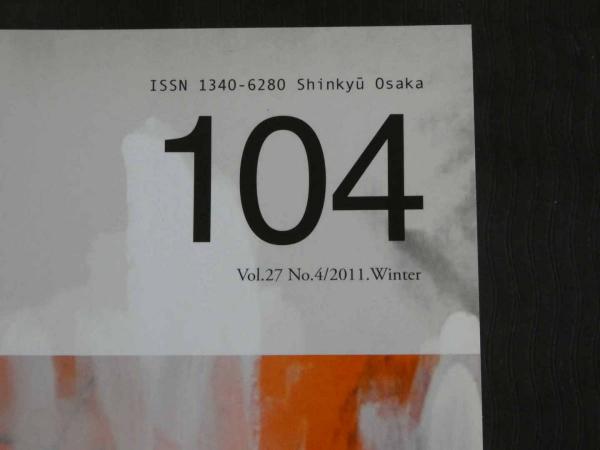 ISSN 1340-6280 Shinkyū Osaka
104
Vol.27 No.4/2011.Winter